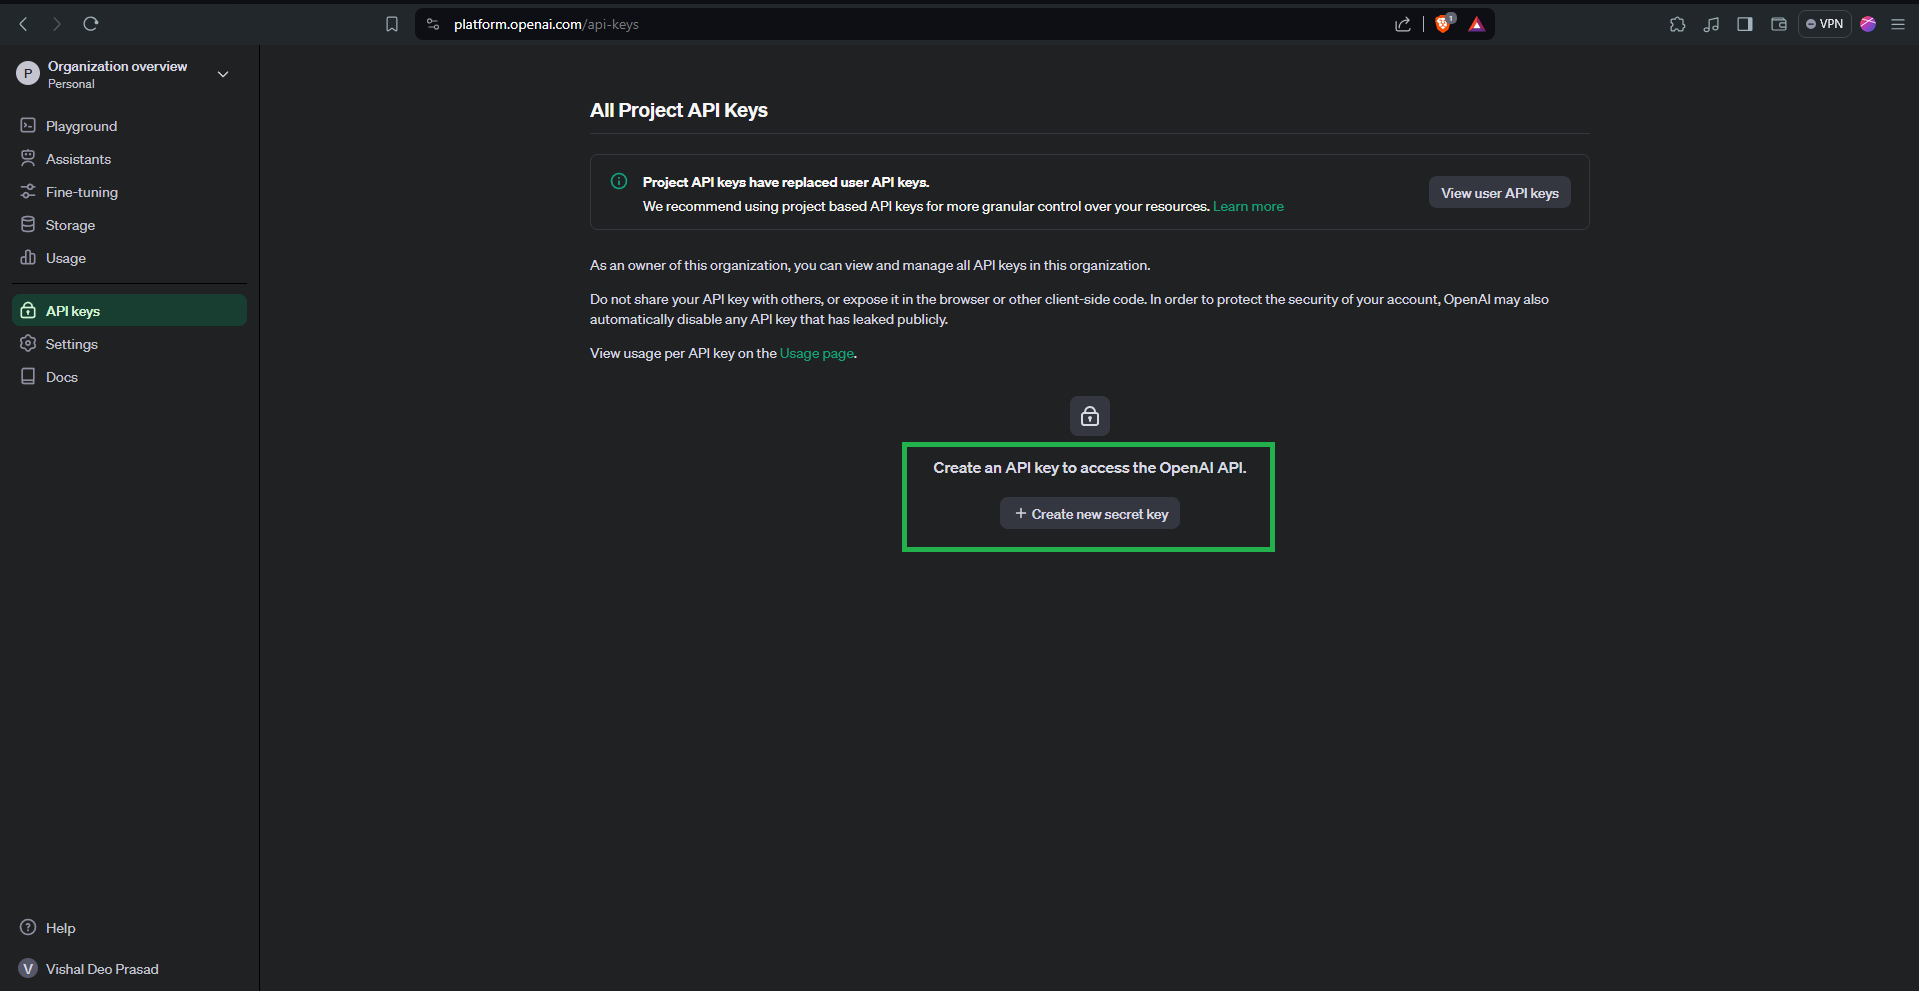 platform.openai.com/api-keys
1
VPN
P
Organization overview
Personal
Playground
Assistants
Fine-tuning
Storage
Usage
API keys
Settings
Docs
Help
V
Vishal Deo Prasad
All Project API Keys
Project API keys have replaced user API keys.
We recommend using project based API keys for more granular control over your resources. Learn more
View user API keys
As an owner of this organization, you can view and manage all API keys in this organization.
Do not share your API key with others, or expose it in the browser or other client-side code. In order to protect the security of your account, OpenAI may also
automatically disable any API key that has leaked publicly.
View usage per API key on the Usage page.
Create an API key to access the OpenAI API.
+ Create new secret key